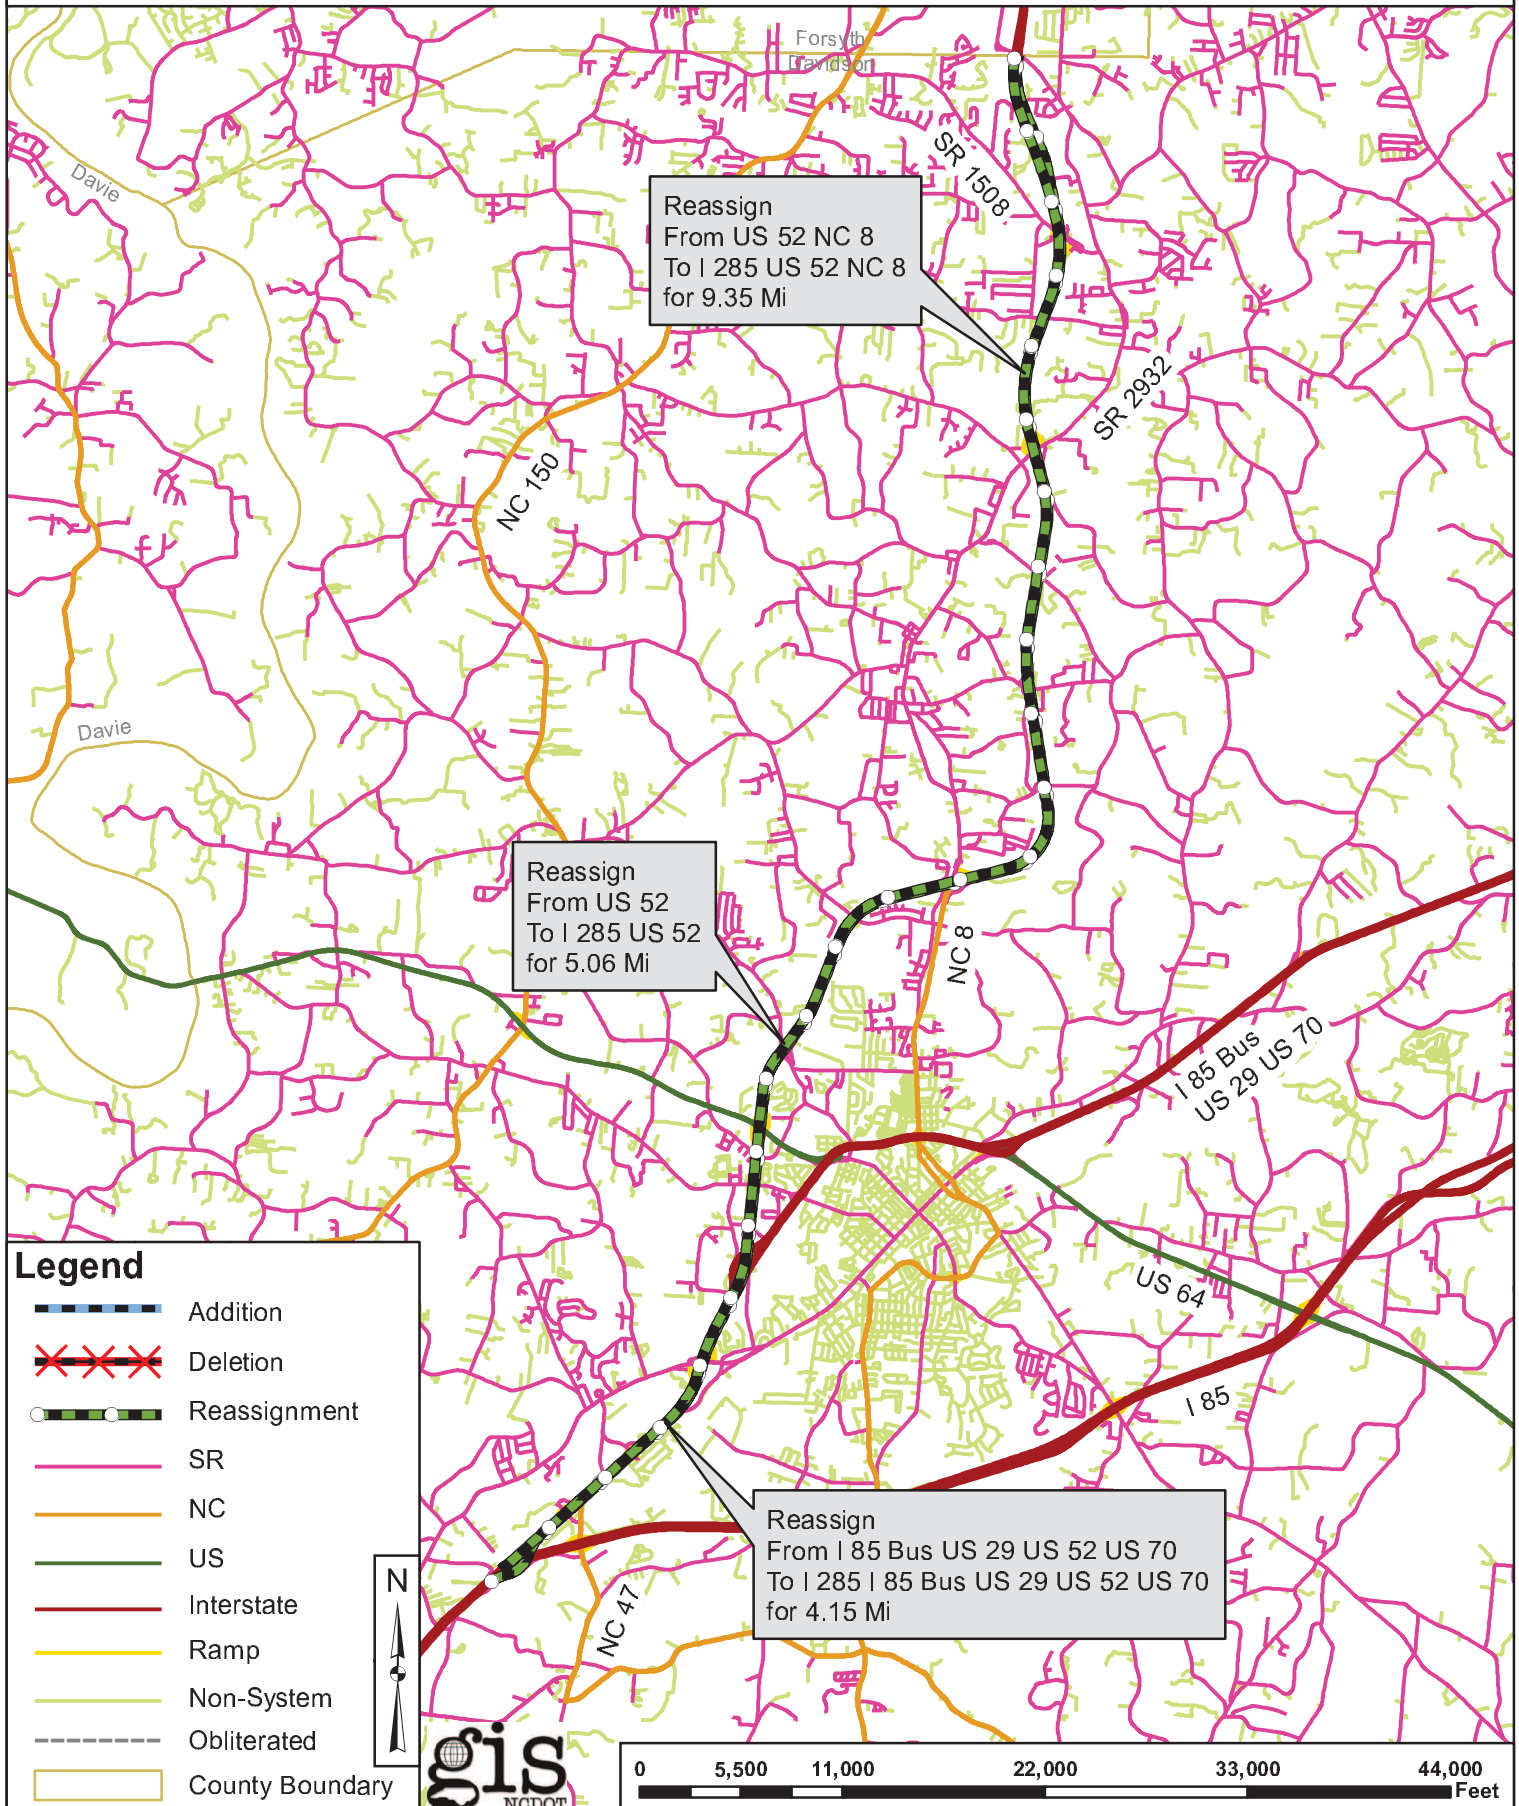 Forsyth
Davidson
SR 1508
Davie
Reassign
From US 52 NC 8
To I 285 US 52 NC 8
for 9.35 Mi
SR 2932
NC 150
Davie
Reassign
From US 52
To I 285 US 52
for 5.06 Mi
NC 8
I 85 Bus
US 29 US 70
US 64
I 85
Reassign
From I 85 Bus US 29 US 52 US 70
To I 285 I 85 Bus US 29 US 52 US 70
for 4.15 Mi
NC 47
Legend
Addition
Deletion
Reassignment
SR
NC
US
Interstate
Ramp
Non-System
Obliterated
County Boundary
N
gis
NCDOT
0 5,500 11,000 22,000 33,000 44,000
Feet